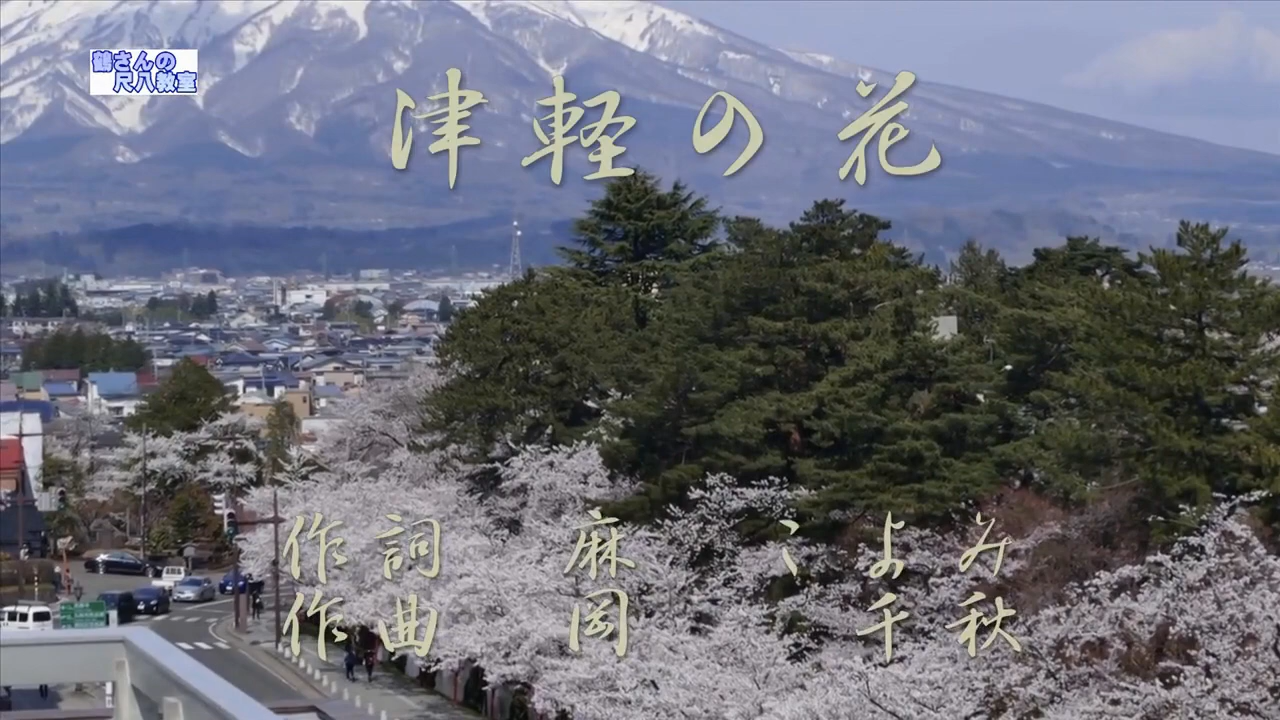 鶴さんの
尺八教室
津軽の花
作詞 麻 こよみ
作曲 岡 千秋